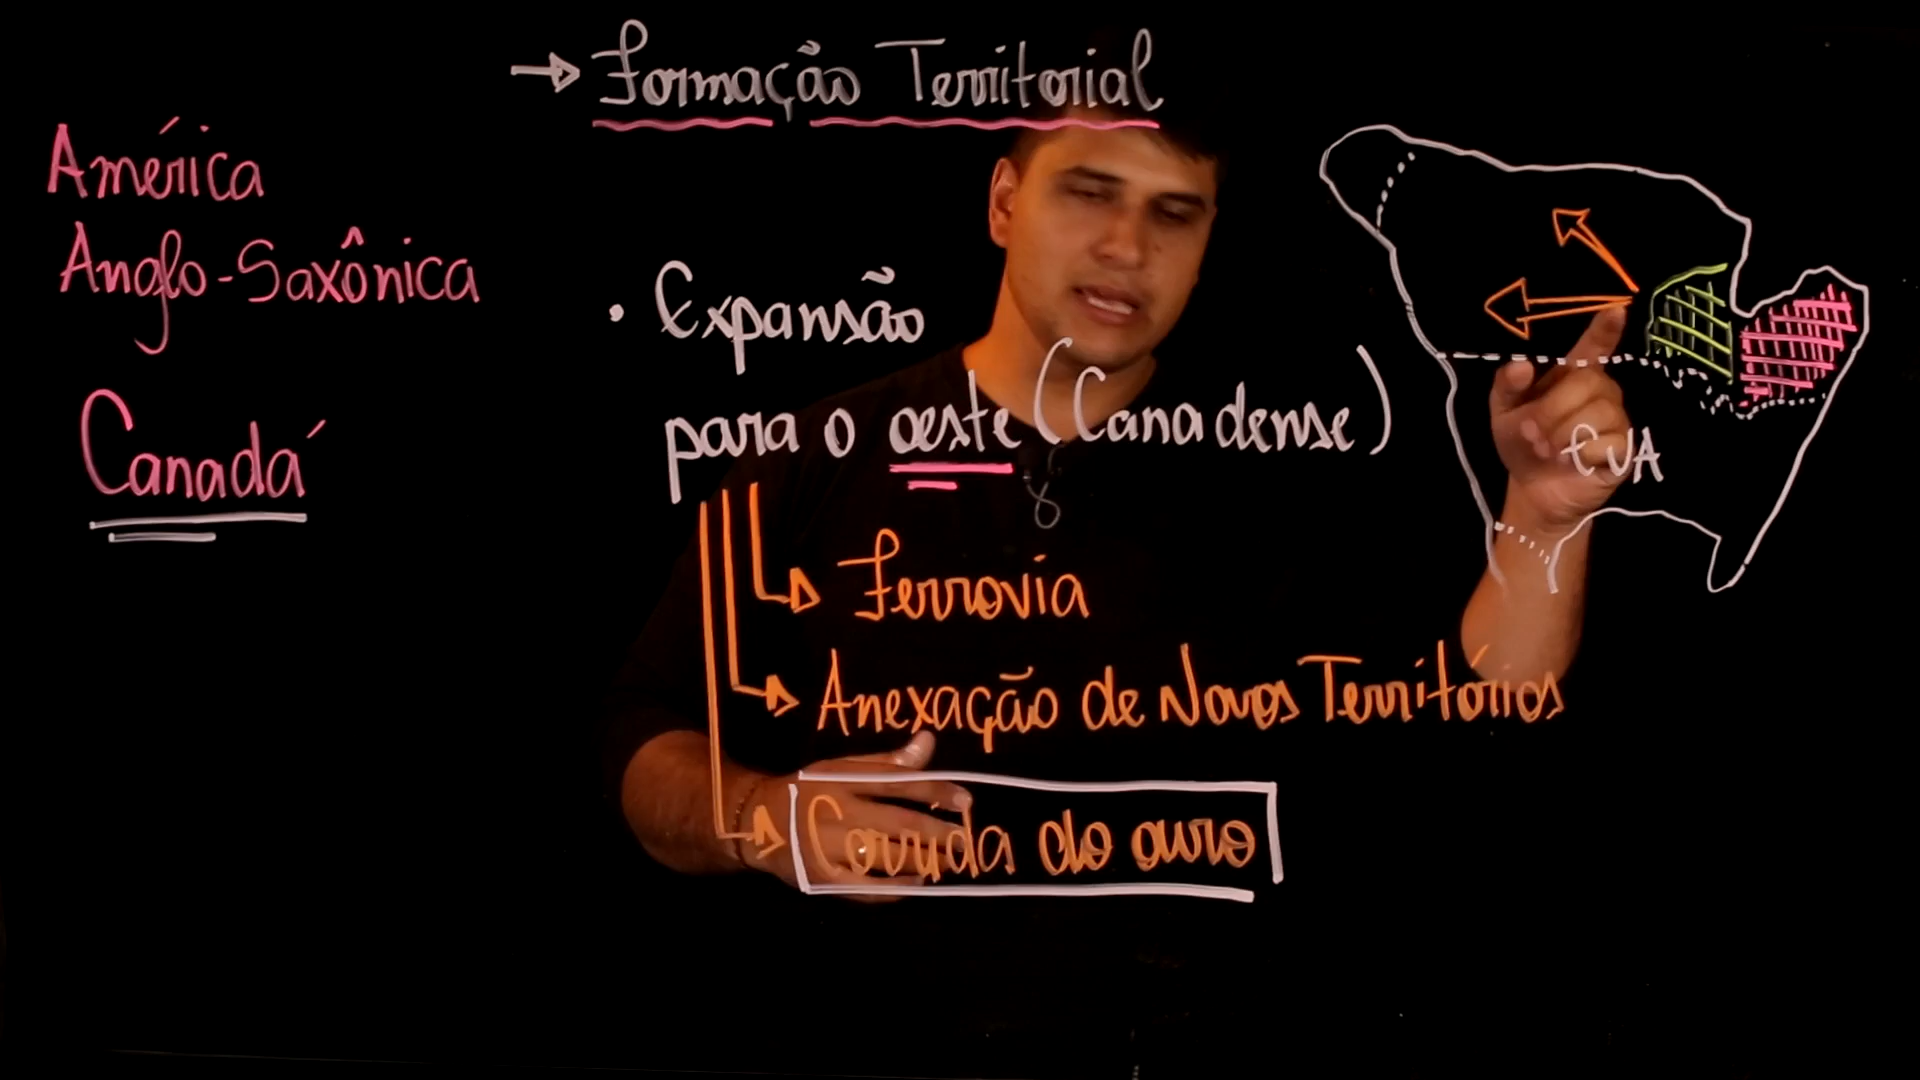 → Formação Territorial
América
Anglo-Saxônica
Canadá
• Expansão
para o oeste (Canadense)
Ferrovia
Anexação de Novos Territórios
Corrida do ouro
EUA